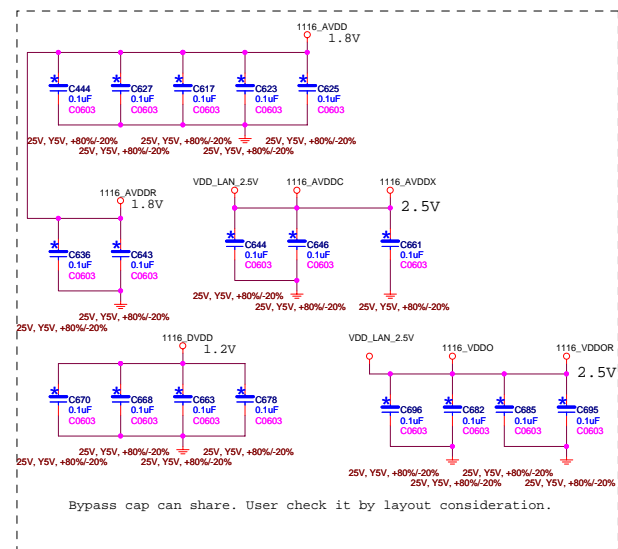 1116_AVDD
1.8V
*
*
*
*
*
C444
C627
C617
C623
C625
0.1uF
0.1uF
0.1uF
0.1uF
0.1uF
C0603
C0603
C0603
C0603
C0603
25V, Y5V, +80%/-20%
25V, Y5V, +80%/-20%
25V, Y5V, +80%/-20%
25V, Y5V, +80%/-20%
25V, Y5V, +80%/-20%
1116_AVDDR
1.8V
*
*
C636
C643
0.1uF
0.1uF
C0603
C0603
25V, Y5V, +80%/-20%
25V, Y5V, +80%/-20%
VDD_LAN_2.5V
1116_AVDDC
1116_AVDDX
2.5V
*
*
*
C644
C646
C661
0.1uF
0.1uF
0.1uF
C0603
C0603
C0603
25V, Y5V, +80%/-20%
25V, Y5V, +80%/-20%
25V, Y5V, +80%/-20%
1116_DVDD
1.2V
*
*
*
*
C670
C668
C663
C678
0.1uF
0.1uF
0.1uF
0.1uF
C0603
C0603
C0603
C0603
25V, Y5V, +80%/-20%
25V, Y5V, +80%/-20%
25V, Y5V, +80%/-20%
25V, Y5V, +80%/-20%
VDD_LAN_2.5V
1116_VDDO
1116_VDDOR
2.5V
*
*
*
*
C696
C682
C685
C695
0.1uF
0.1uF
0.1uF
0.1uF
C0603
C0603
C0603
C0603
25V, Y5V, +80%/-20%
25V, Y5V, +80%/-20%
25V, Y5V, +80%/-20%
25V, Y5V, +80%/-20%
Bypass cap can share. User check it by layout consideration.